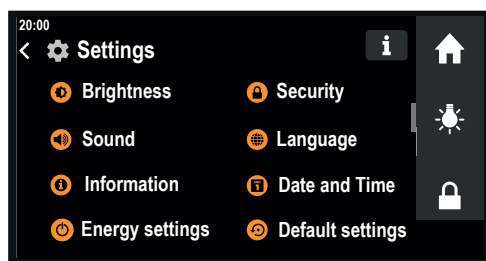 20:00
Settings
i
Brightness
Security
Sound
Language
Information
Date and Time
Energy settings
Default settings